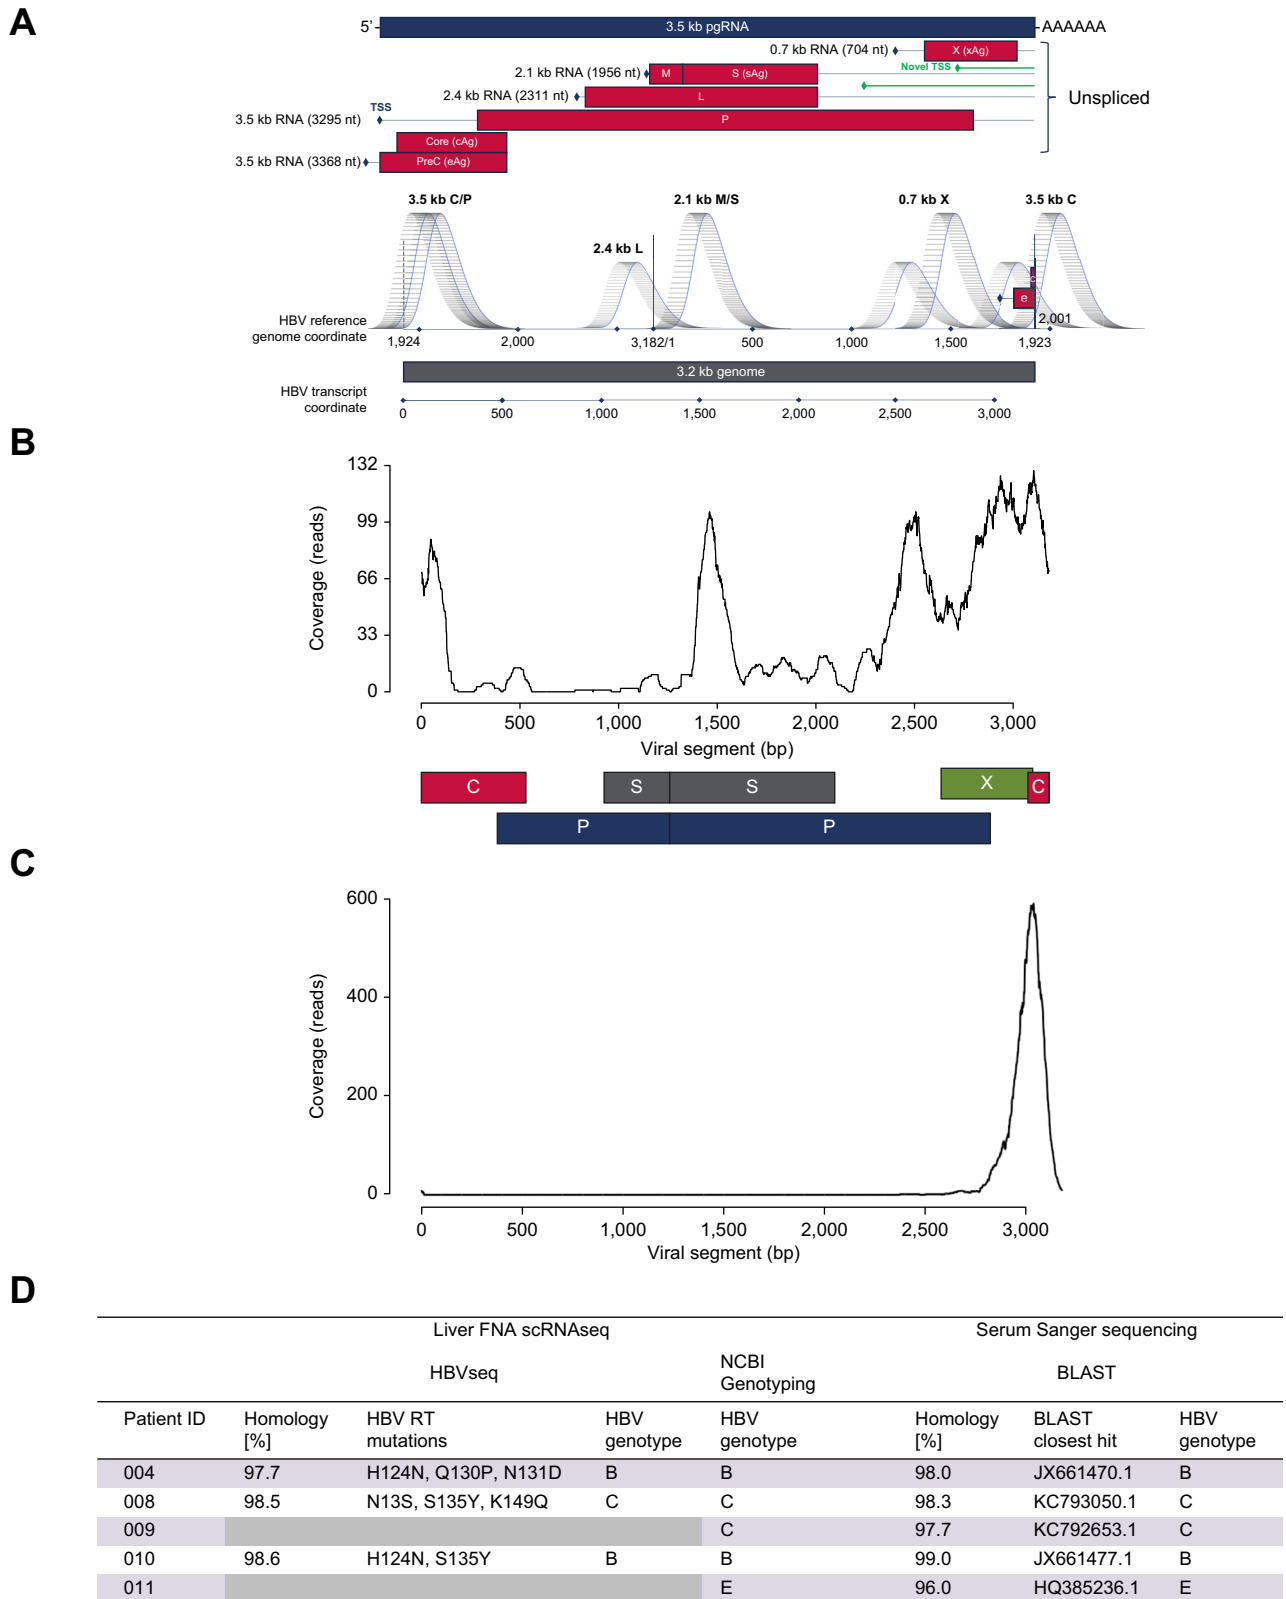 A
5'
3.5 kb pgRNA
AAAAAA
0.7 kb RNA (704 nt)
X (xAg)
Novel TSS
2.1 kb RNA (1956 nt)
M
S (sAg)
2.4 kb RNA (2311 nt)
L
Unspliced
TSS
3.5 kb RNA (3295 nt)
P
Core (cAg)
3.5 kb RNA (3368 nt)
PreC (eAg)
3.5 kb C/P
2.1 kb M/S
0.7 kb X
3.5 kb C
2.4 kb L
e
2,001
HBV reference
genome coordinate
1,924
2,000
3,182/1
500
1,000
1,500
1,923
3.2 kb genome
HBV transcript
coordinate
0
500
1,000
1,500
2,000
2,500
3,000
B
Coverage (reads)
132
99
66
33
0
0
500
1,000
1,500
2,000
2,500
3,000
Viral segment (bp)
C
S
S
X
C
P
P
C
Coverage (reads)
600
400
200
0
0
500
1,000
1,500
2,000
2,500
3,000
Viral segment (bp)
D
Liver FNA scRNAseq Serum Sanger sequencing
HBVseq NCBI Genotyping BLAST
Patient ID Homology [%] HBV RT mutations HBV genotype HBV genotype Homology [%] BLAST closest hit HBV genotype
004 97.7 H124N, Q130P, N131D B B 98.0 JX661470.1 B
008 98.5 N13S, S135Y, K149Q C C 98.3 KC793050.1 C
009 C 97.7 KC792653.1 C
010 98.6 H124N, S135Y B B 99.0 JX661477.1 B
011 E 96.0 HQ385236.1 E